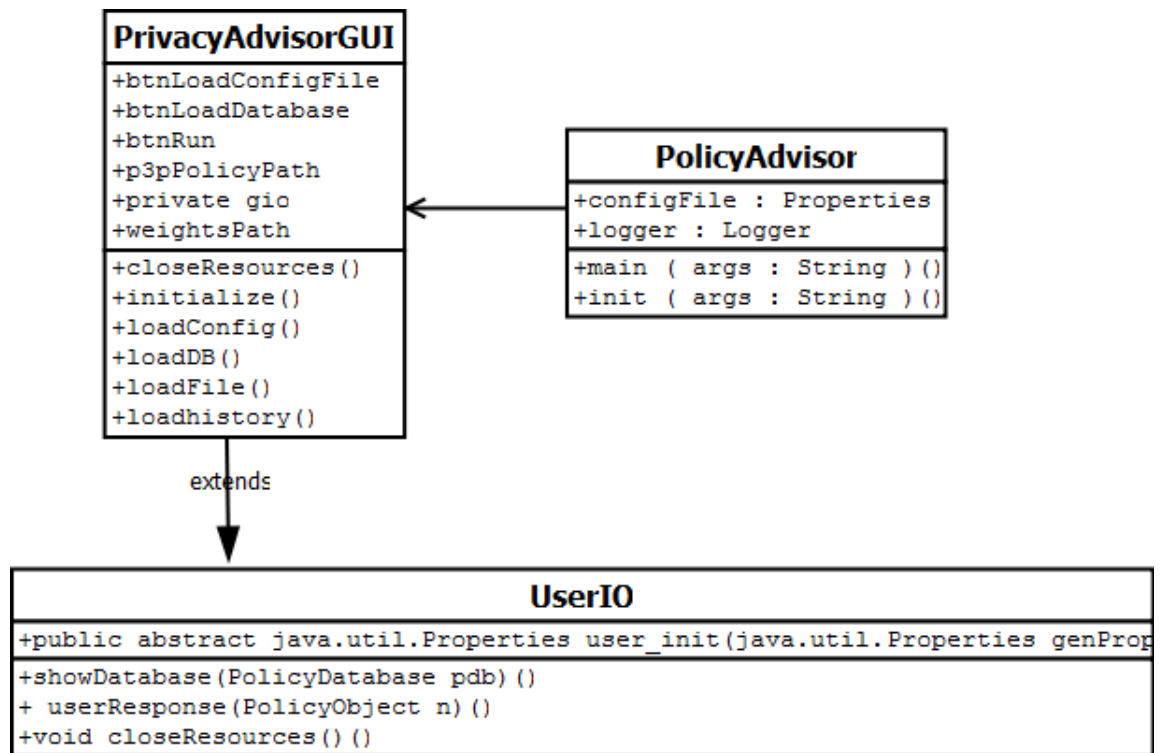 PrivacyAdvisorGUI
+btnLoadConfigFile
+btnLoadDatabase
+btnRun
+p3pPolicyPath
+private gio
+weightsPath
+closeResources()
+initialize()
+loadConfig()
+loadDB()
+loadFile()
+loadhistory()
PolicyAdvisor
+configFile : Properties
+logger : Logger
+main ( args : String )()
+init ( args : String )()
extends
UserIO
+public abstract java.util.Properties user_init(java.util.Properties genProp
+showDatabase(PolicyDatabase pdb)()
+ userResponse(PolicyObject n)()
+void closeResources()()